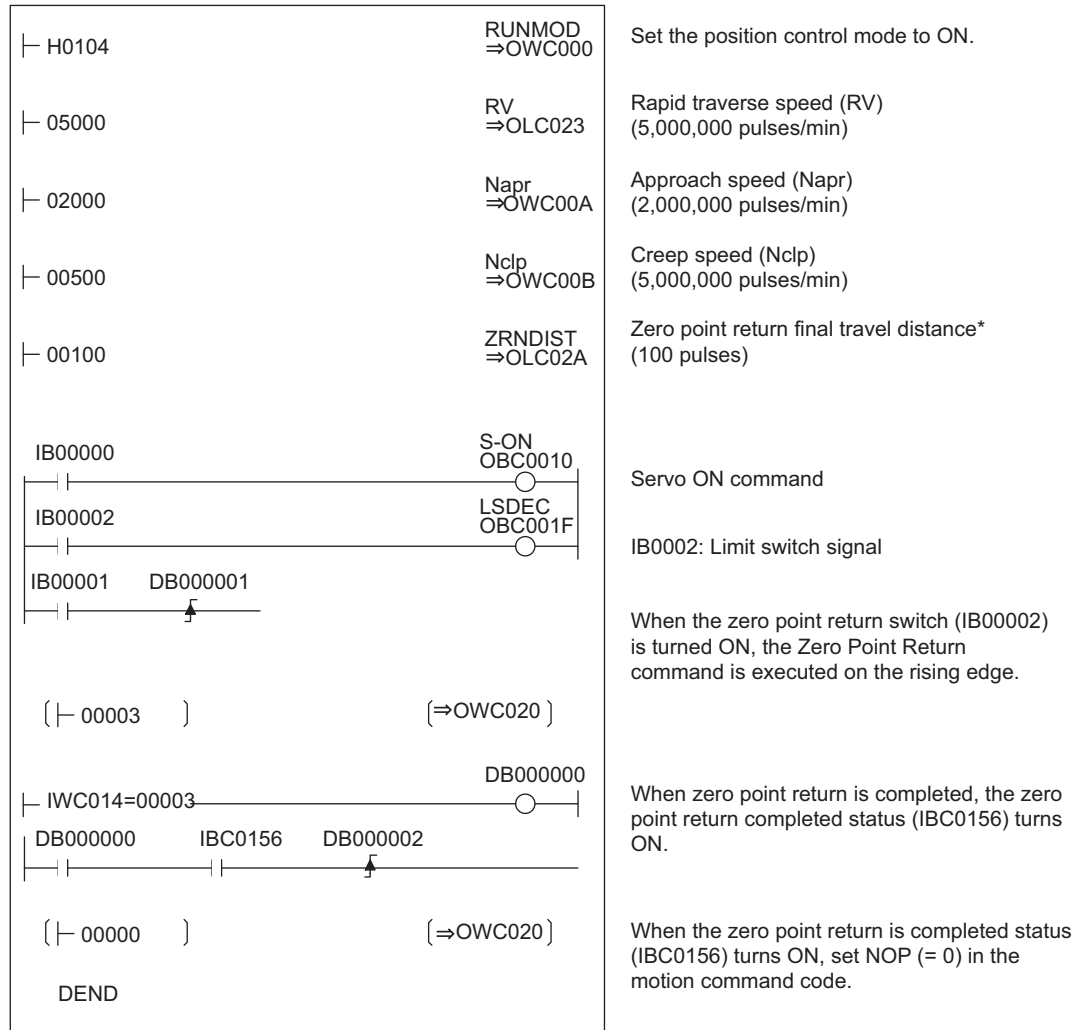 RUNMOD
H0104 ⇒OWC000 Set the position control mode to ON.
RV Rapid traverse speed (RV)
05000 ⇒OLC023 (5,000,000 pulses/min)
Napr Approach speed (Napr)
02000 ⇒OWC00A (2,000,000 pulses/min)
Nclp Creep speed (Nclp)
00500 ⇒OWC00B (5,000,000 pulses/min)
ZRNDIST Zero point return final travel distance*
00100 ⇒OLC02A (100 pulses)
S-ON
IB00000 OBC0010
Servo ON command
LSDEC
IB00002 OBC001F
IB0002: Limit switch signal
IB00001 DB000001
When the zero point return switch (IB00002)
is turned ON, the Zero Point Return
command is executed on the rising edge.
00003 ⇒OWC020
DB000000
IWC014=00003 When zero point return is completed, the zero
point return completed status (IBC0156) turns
ON.
DB000000 IBC0156 DB000002
00000 ⇒OWC020 When the zero point return is completed status
(IBC0156) turns ON, set NOP (= 0) in the
motion command code.
DEND